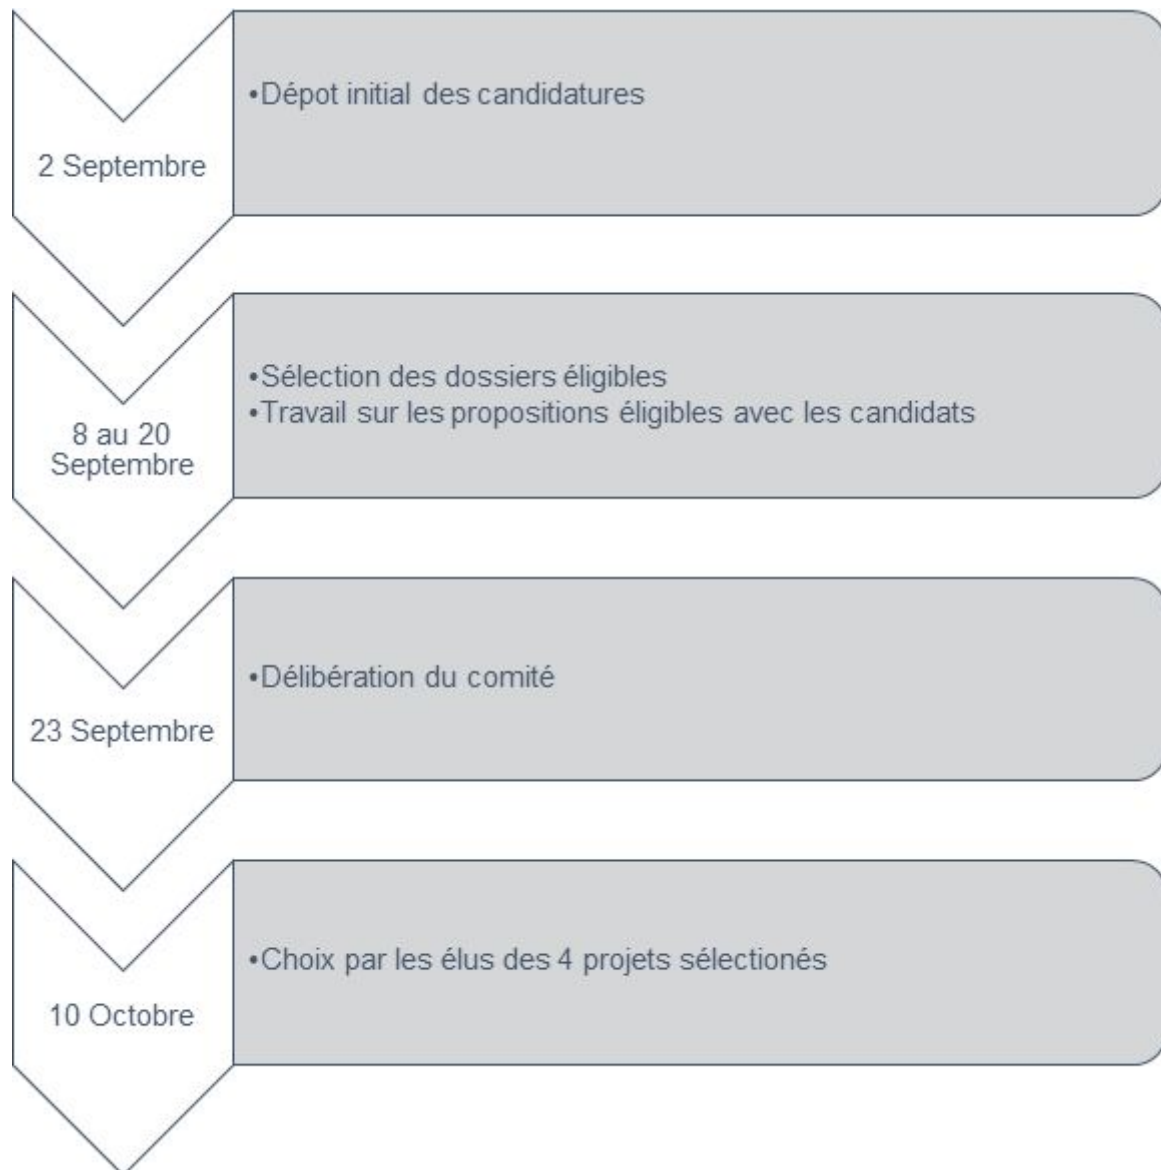 •Dépot initial des candidatures
2 Septembre
•Sélection des dossiers éligibles
•Travail sur les propositions éligibles avec les candidats
8 au 20
Septembre
•Délibération du comité
23 Septembre
•Choix par les élus des 4 projets sélectionés
10 Octobre